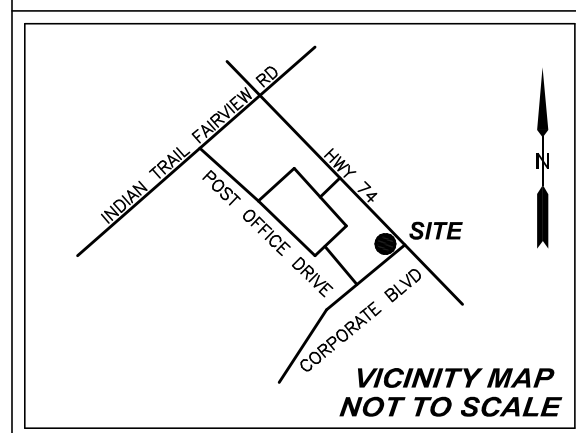 INDIAN TRAIL FAIRVIEW RD
HWY 74
N
POST OFFICE DRIVE
SITE
CORPORATE BLVD
VICINITY MAP
NOT TO SCALE